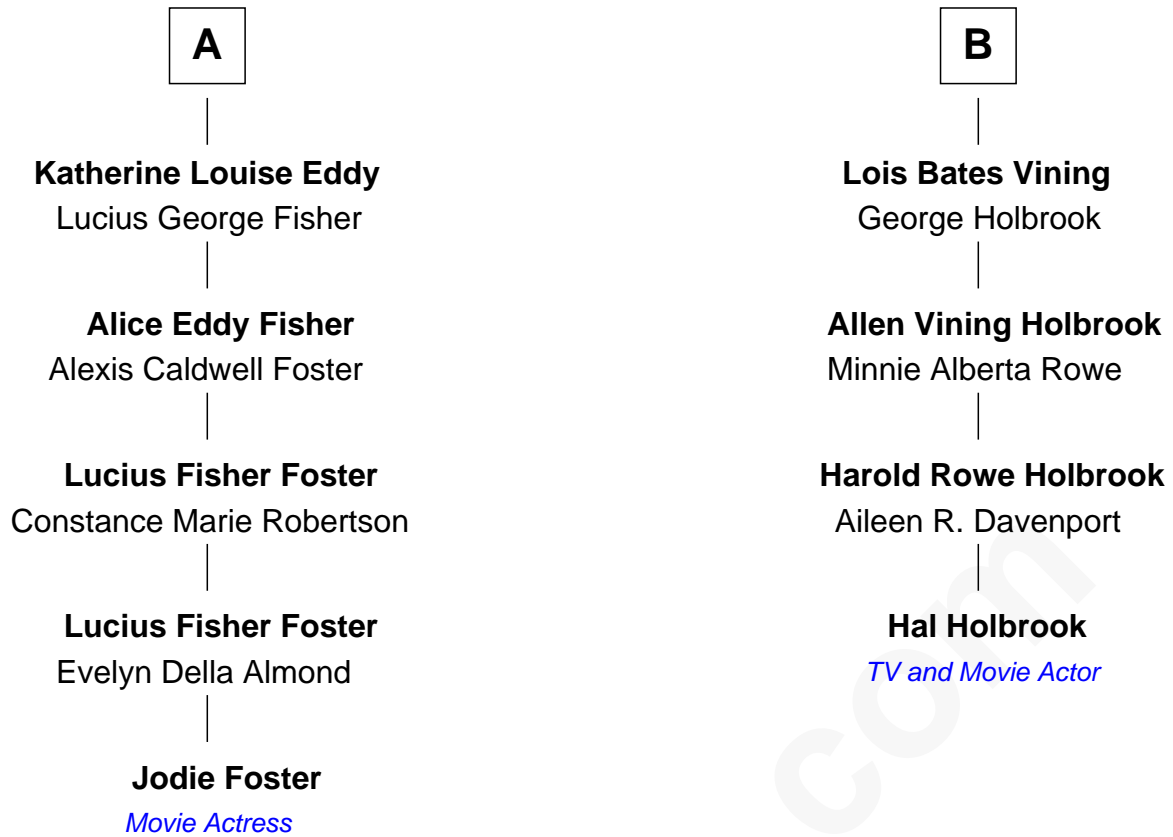 A
Katherine Louise Eddy
Lucius George Fisher
Alice Eddy Fisher
Alexis Caldwell Foster
Lucius Fisher Foster
Constance Marie Robertson
Lucius Fisher Foster
Evelyn Della Almond
Jodie Foster
Movie Actress
B
Lois Bates Vining
George Holbrook
Allen Vining Holbrook
Minnie Alberta Rowe
Harold Rowe Holbrook
Aileen R. Davenport
Hal Holbrook
TV and Movie Actor
com